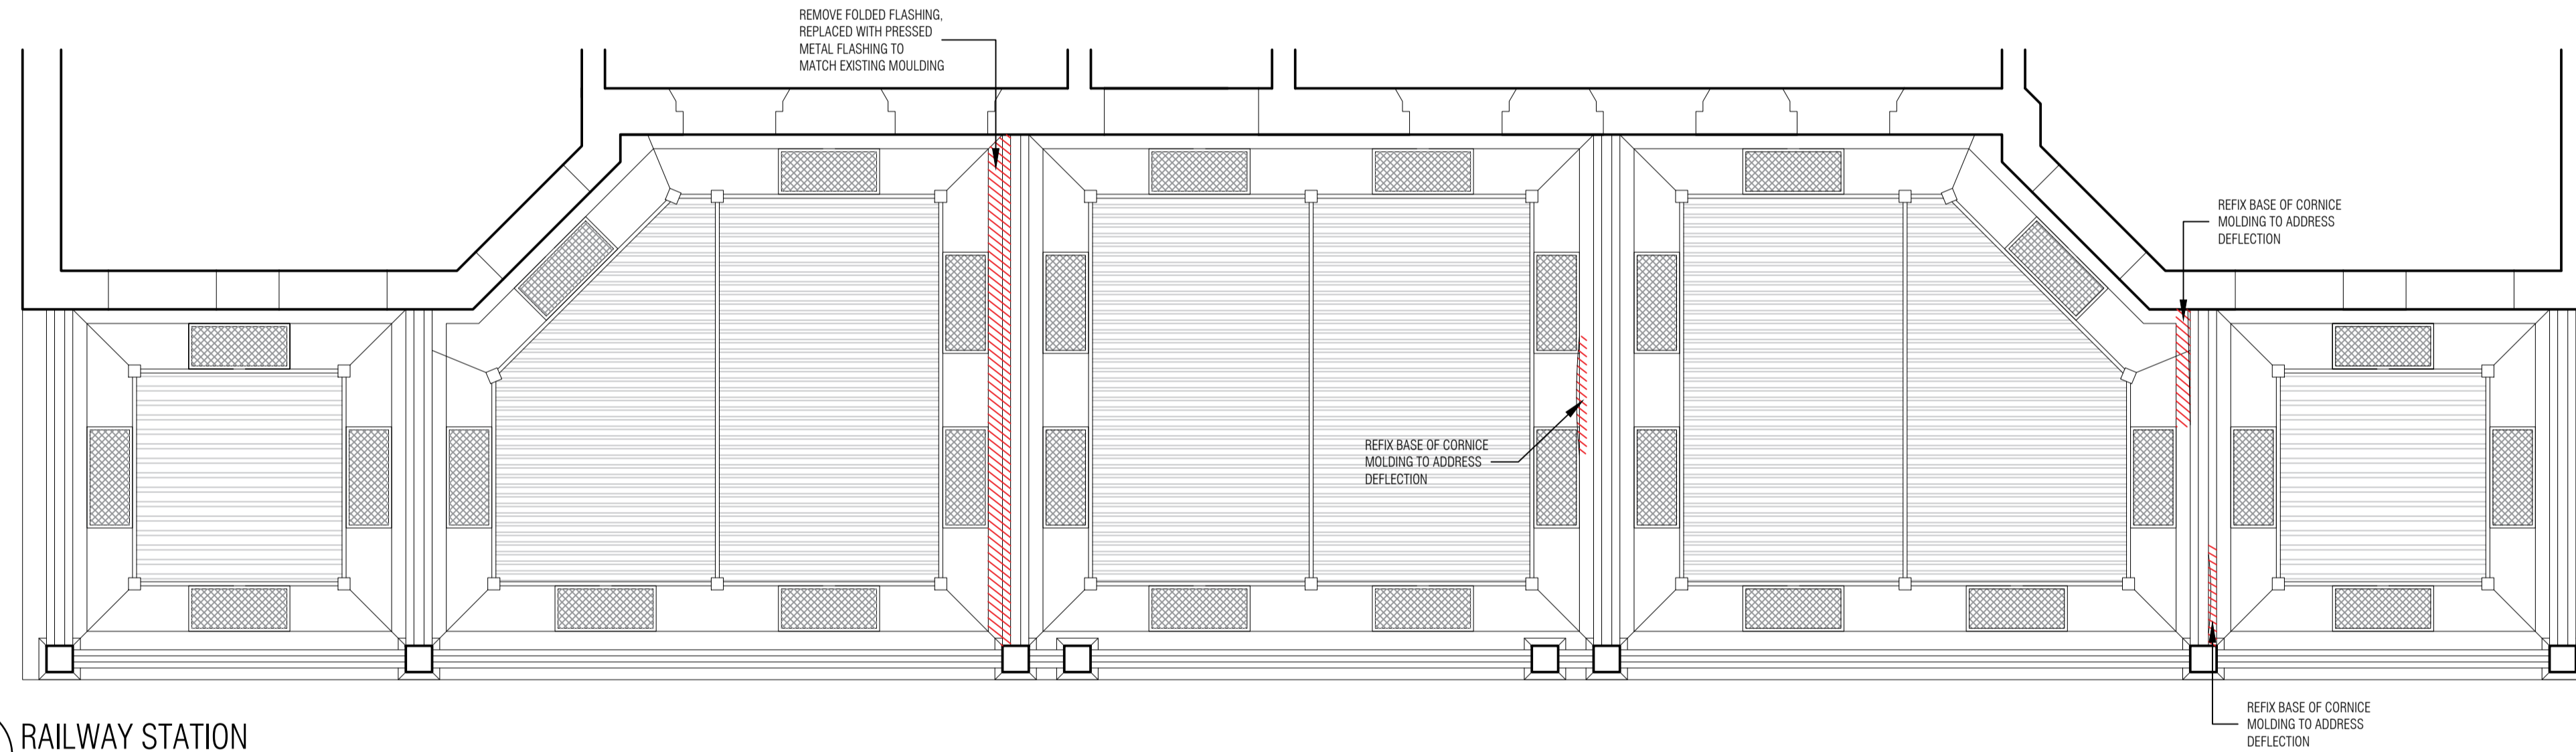 REMOVE FOLDED FLASHING,
REPLACED WITH PRESSED
METAL FLASHING TO
MATCH EXISTING MOULDING
REFIX BASE OF CORNICE
MOLDING TO ADDRESS
DEFLECTION
REFIX BASE OF CORNICE
MOLDING TO ADDRESS
DEFLECTION
REFIX BASE OF CORNICE
MOLDING TO ADDRESS
DEFLECTION
RAILWAY STATION